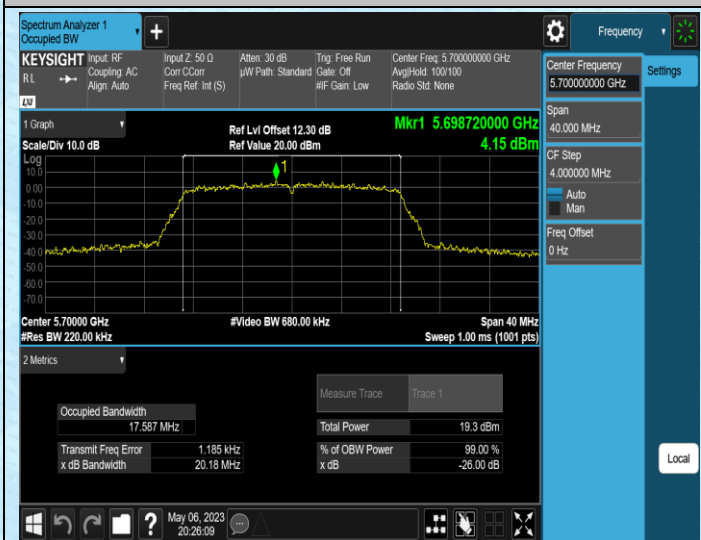 Spectrum Analyzer 1
Occupied BW
Frequency
KEYSIGHT
RL
LXI
Input: RF
Coupling: AC
Align: Auto
Input Z: 50 Ω
Corr CCorr
Freq Ref: Int (S)
Atten: 30 dB
µW Path: Standard
Trig: Free Run
Gate: Off
#IF Gain: Low
Center Freq: 5.700000000 GHz
Avg|Hold: 100/100
Radio Std: None
Center Frequency
5.700000000 GHz
Settings
Span
40.000 MHz
CF Step
4.000000 MHz
Auto
Man
Freq Offset
0 Hz
Local
1 Graph
Scale/Div 10.0 dB
Ref Lvl Offset 12.30 dB
Ref Value 20.00 dBm
Mkr1 5.698720000 GHz
4.15 dBm
Log
10.0
0.00
-10.0
-20.0
-30.0
-40.0
-50.0
-60.0
-70.0
1
Center 5.70000 GHz
#Res BW 220.00 kHz
#Video BW 680.00 kHz
Span 40 MHz
Sweep 1.00 ms (1001 pts)
2 Metrics
Measure Trace Trace 1
Occupied Bandwidth
17.587 MHz
Total Power 19.3 dBm
Transmit Freq Error 1.185 kHz
% of OBW Power 99.00 %
x dB Bandwidth 20.18 MHz
x dB -26.00 dB
?
May 06, 2023
20:26:09